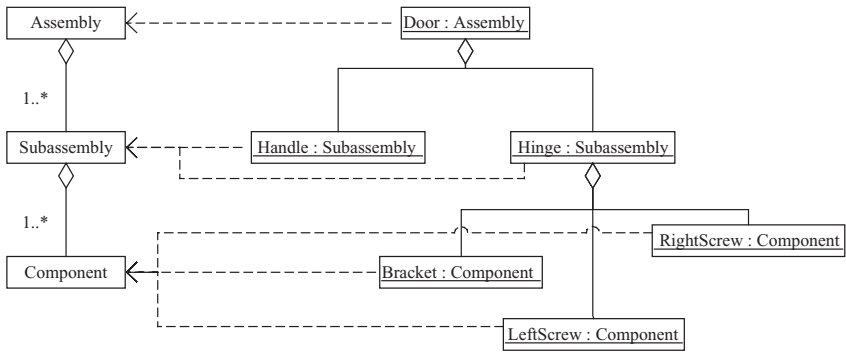 Assembly
Door : Assembly
1..*
Subassembly
Handle : Subassembly
Hinge : Subassembly
1..*
RightScrew : Component
Component
Bracket : Component
LeftScrew : Component